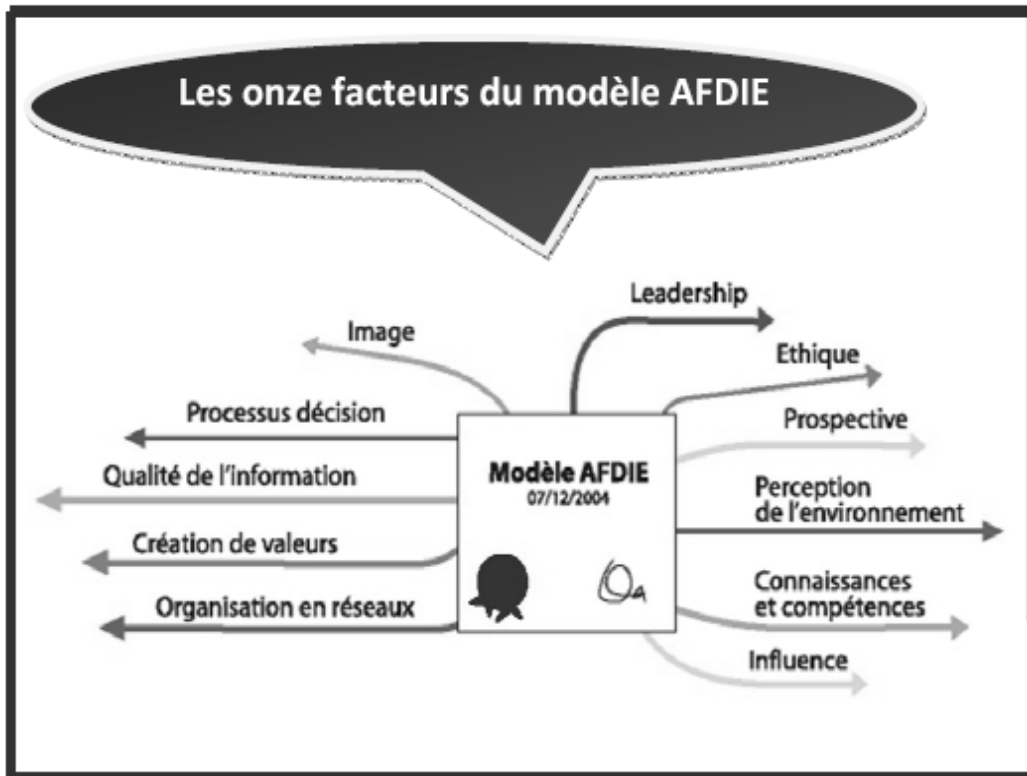 Les onze facteurs du modèle AFDIE
Leadership
Image
Ethique
Processus décision
Prospective
Modèle AFDIE
07/12/2004
Qualité de l'information
Perception
de l'environnement
Création de valeurs
Connaissances
et compétences
Organisation en réseaux
Influence